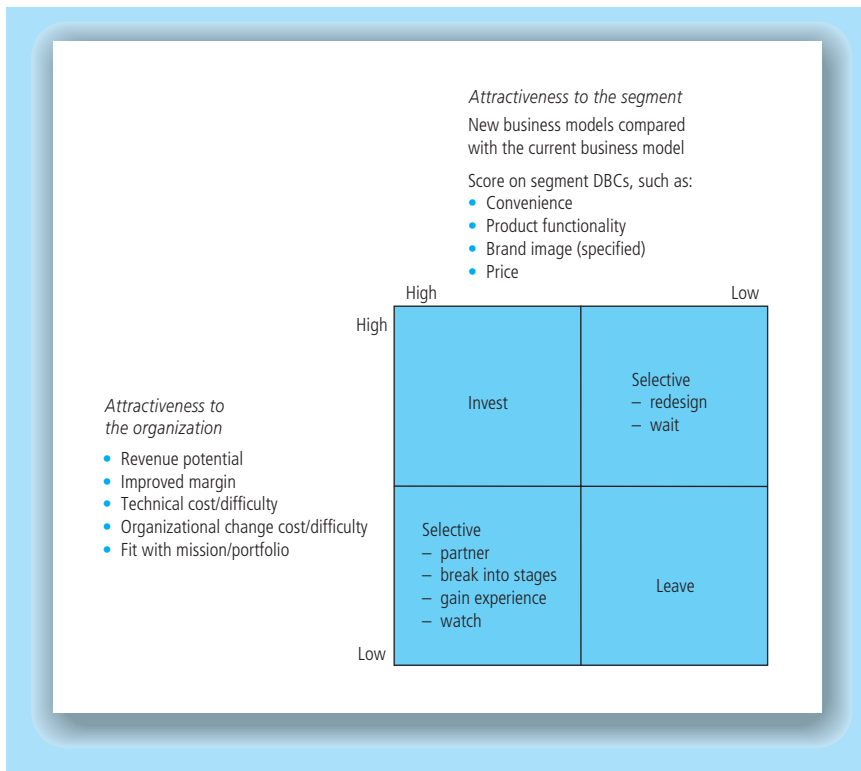 Attractiveness to the segment
New business models compared
with the current business model
Score on segment DBCs, such as:
• Convenience
• Product functionality
• Brand image (specified)
• Price
High
Low
High
Invest
Selective
– redesign
– wait
Attractiveness to
the organization
• Revenue potential
• Improved margin
• Technical cost/difficulty
• Organizational change cost/difficulty
• Fit with mission/portfolio
Selective
– partner
– break into stages
– gain experience
– watch
Leave
Low